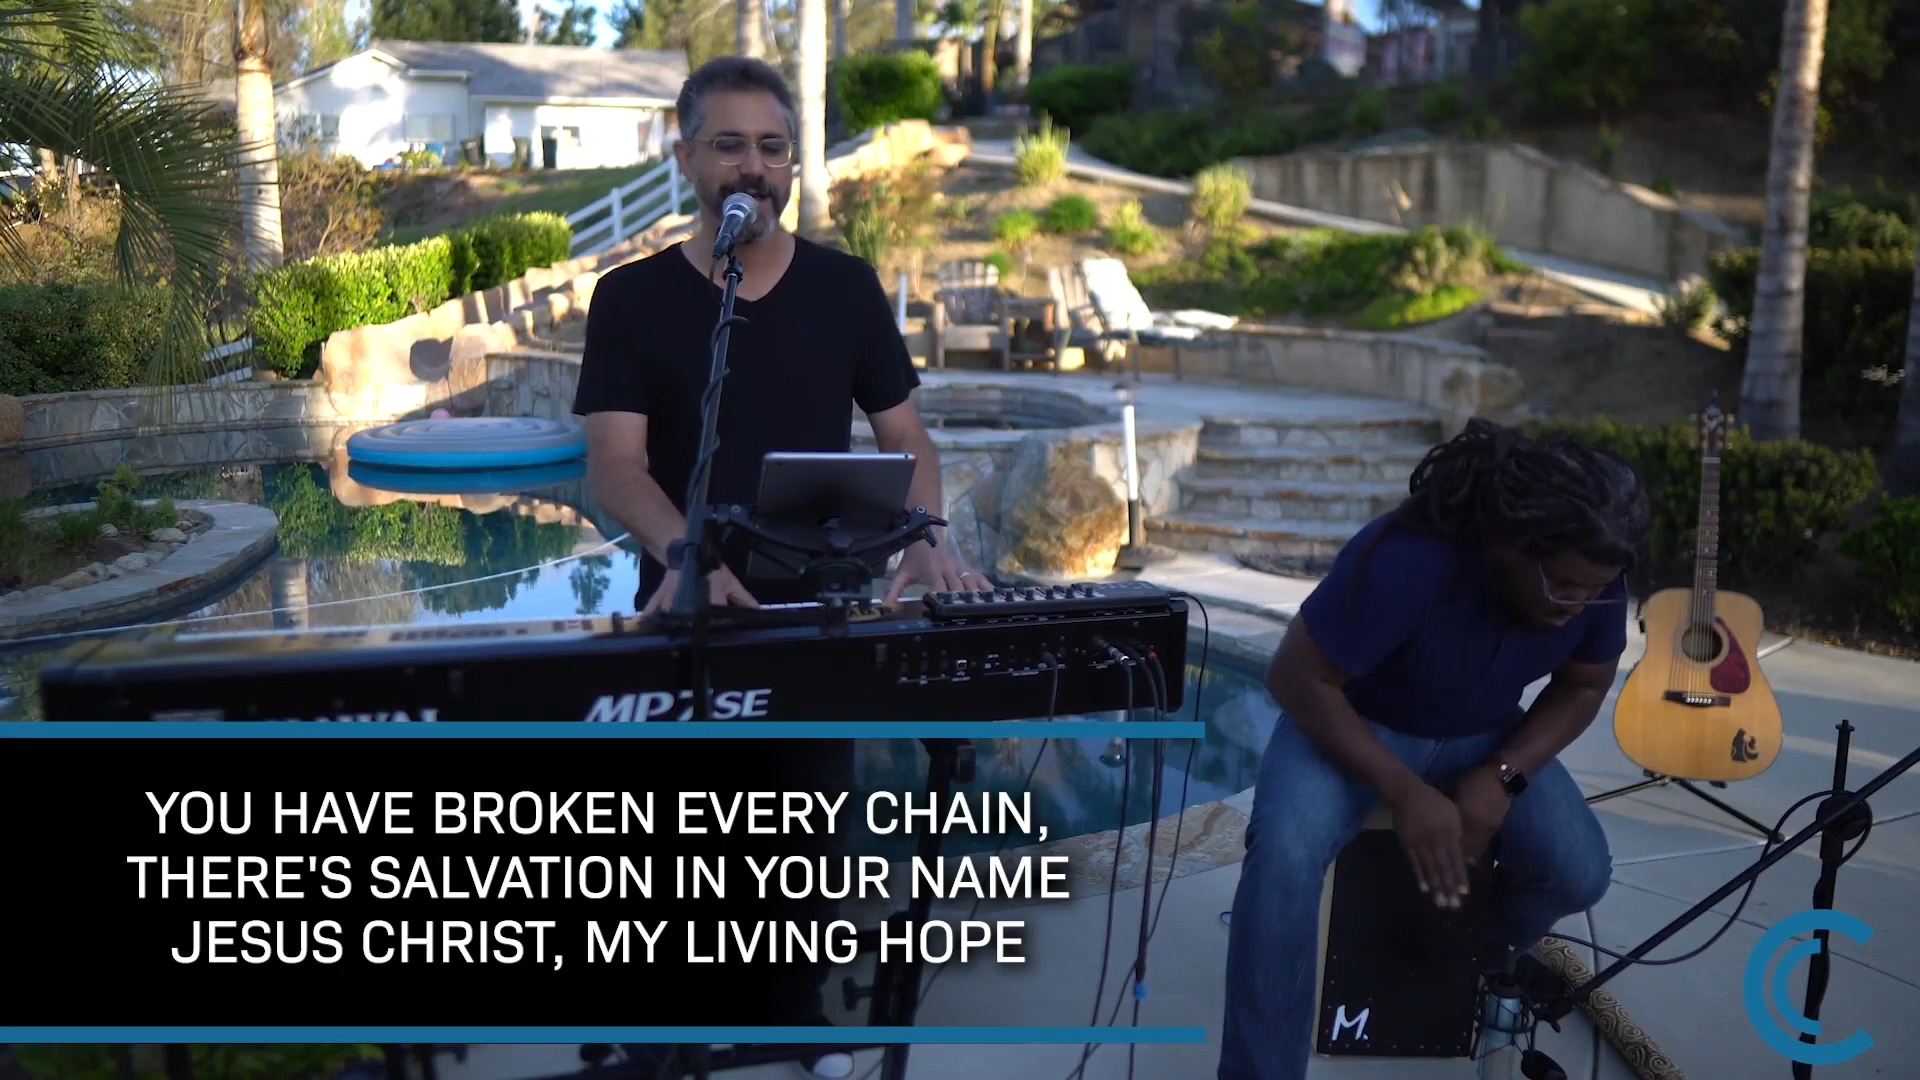 MP7SE
YOU HAVE BROKEN EVERY CHAIN,
THERE'S SALVATION IN YOUR NAME
JESUS CHRIST, MY LIVING HOPE
M.